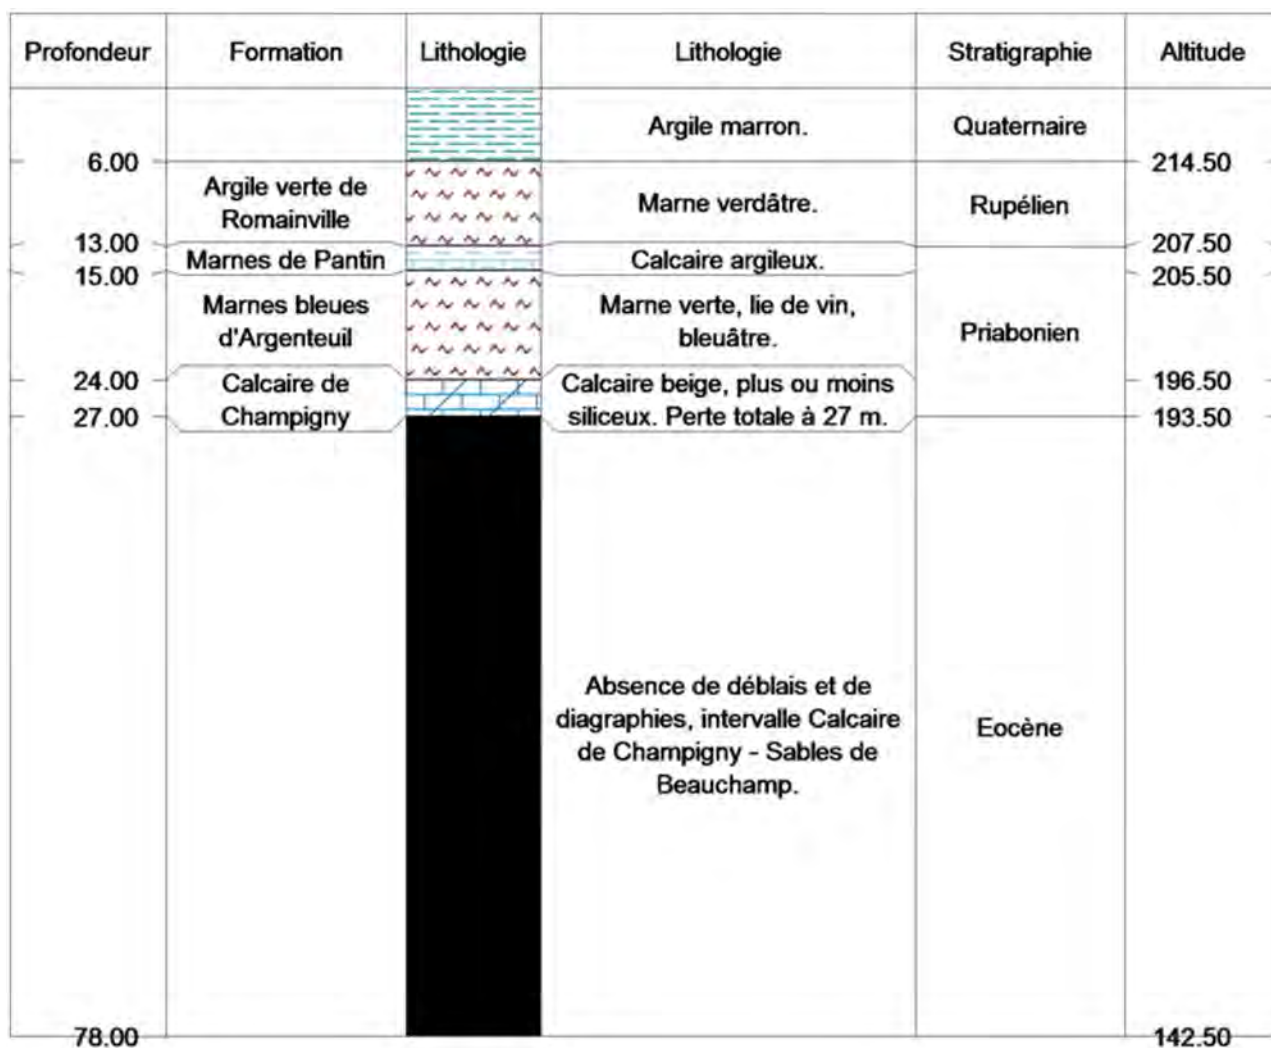 Profondeur Formation Lithologie Lithologie Stratigraphie Altitude
Argile marron. Quaternaire
6.00 214.50
Argile verte de
Romainville
Marne verdâtre. Rupélien
13.00 207.50
Marnes de Pantin Calcaire argileux.
15.00 205.50
Marnes bleues
d'Argenteuil
Marne verte, lie de vin,
bleuâtre.
Priabonien
24.00 196.50
Calcaire de
Champigny
Calcaire beige, plus ou moins
siliceux. Perte totale à 27 m.
27.00 193.50
Absence de déblais et de
diagraphies, intervalle Calcaire
de Champigny - Sables de
Beauchamp.
Eocène
78.00 142.50